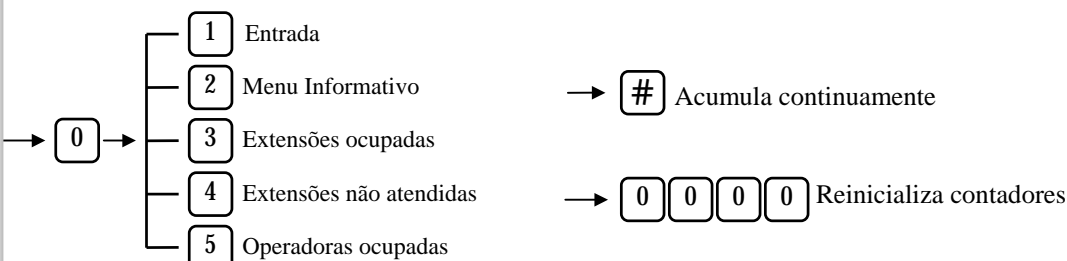 1 Entrada
2 Menu Informativo
# Acumula continuamente
0
3 Extensões ocupadas
4 Extensões não atendidas
0 0 0 0 Reinicializa contadores
5 Operadoras ocupadas